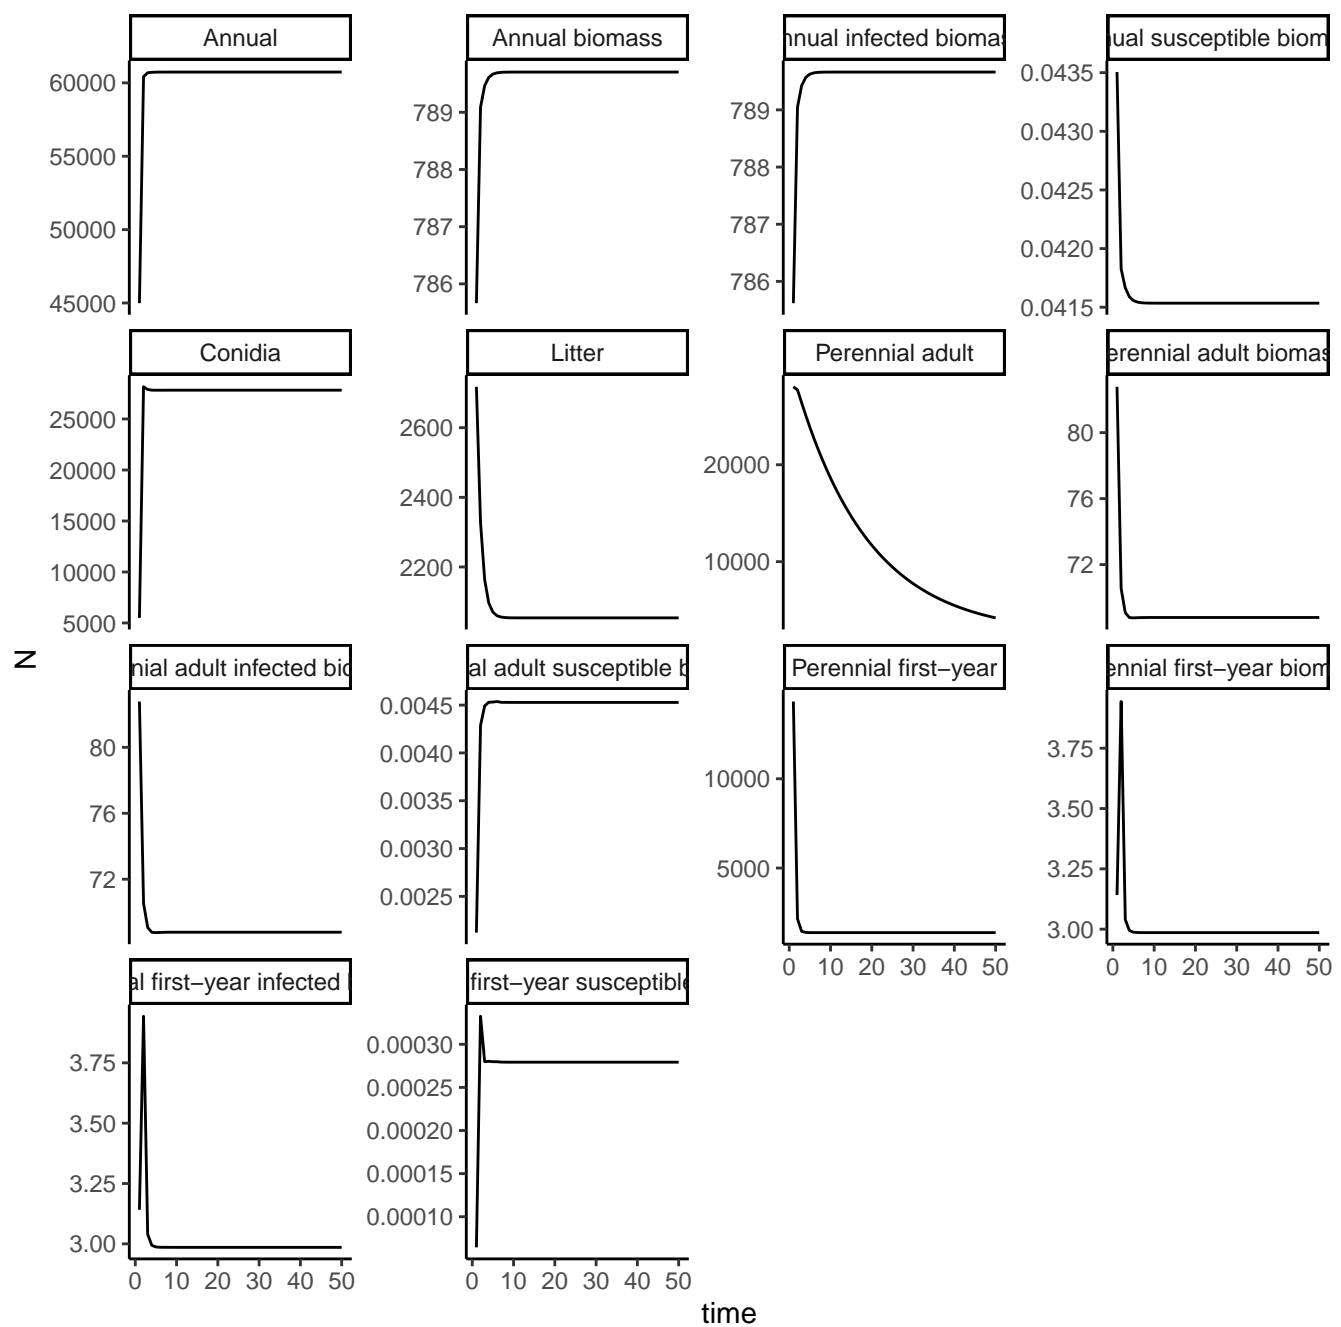 Annual
Annual biomass
nnual infected biomas
nual susceptible biom
60000
55000
50000
45000
789
788
787
786
789
788
787
786
0.0435
0.0430
0.0425
0.0420
0.0415
Conidia
Litter
Perennial adult
erennial adult biomas
25000
20000
15000
10000
5000
2600
2400
2200
20000
10000
80
76
72
N
nial adult infected bio
al adult susceptible b
Perennial first−year
ennial first−year biom
80
76
72
0.0045
0.0040
0.0035
0.0030
0.0025
10000
5000
3.75
3.50
3.25
3.00
0 10 20 30 40 50
0 10 20 30 40 50
al first−year infected
first−year susceptible
3.75
3.50
3.25
3.00
0.00030
0.00025
0.00020
0.00015
0.00010
0 10 20 30 40 50
0 10 20 30 40 50
time